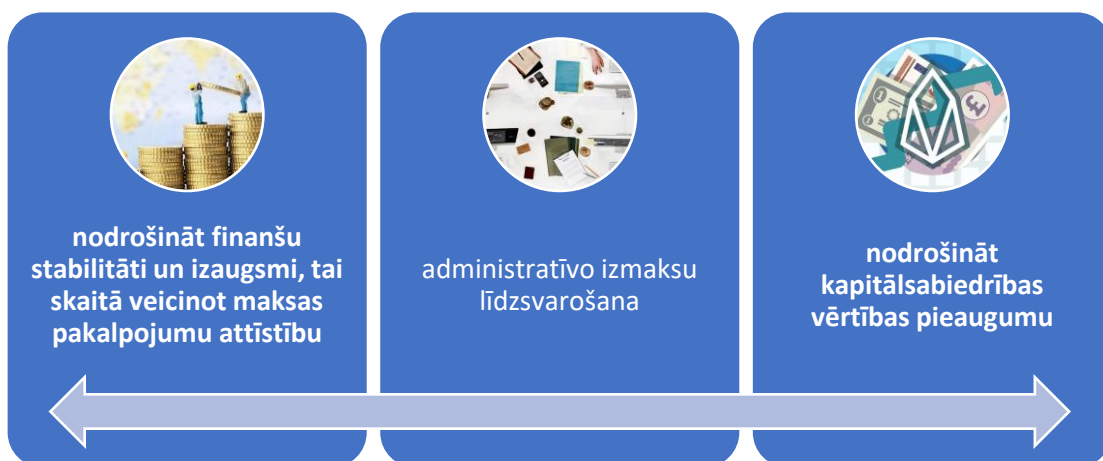 nodrošināt finanšu
stabilitāti un izaugsmi, tai
skaitā veicinot maksas
pakalpojumu attīstību
administratīvo izmaksu
līdzsvarošana
nodrošināt
kapitālsabiedrības
vērtības pieaugumu